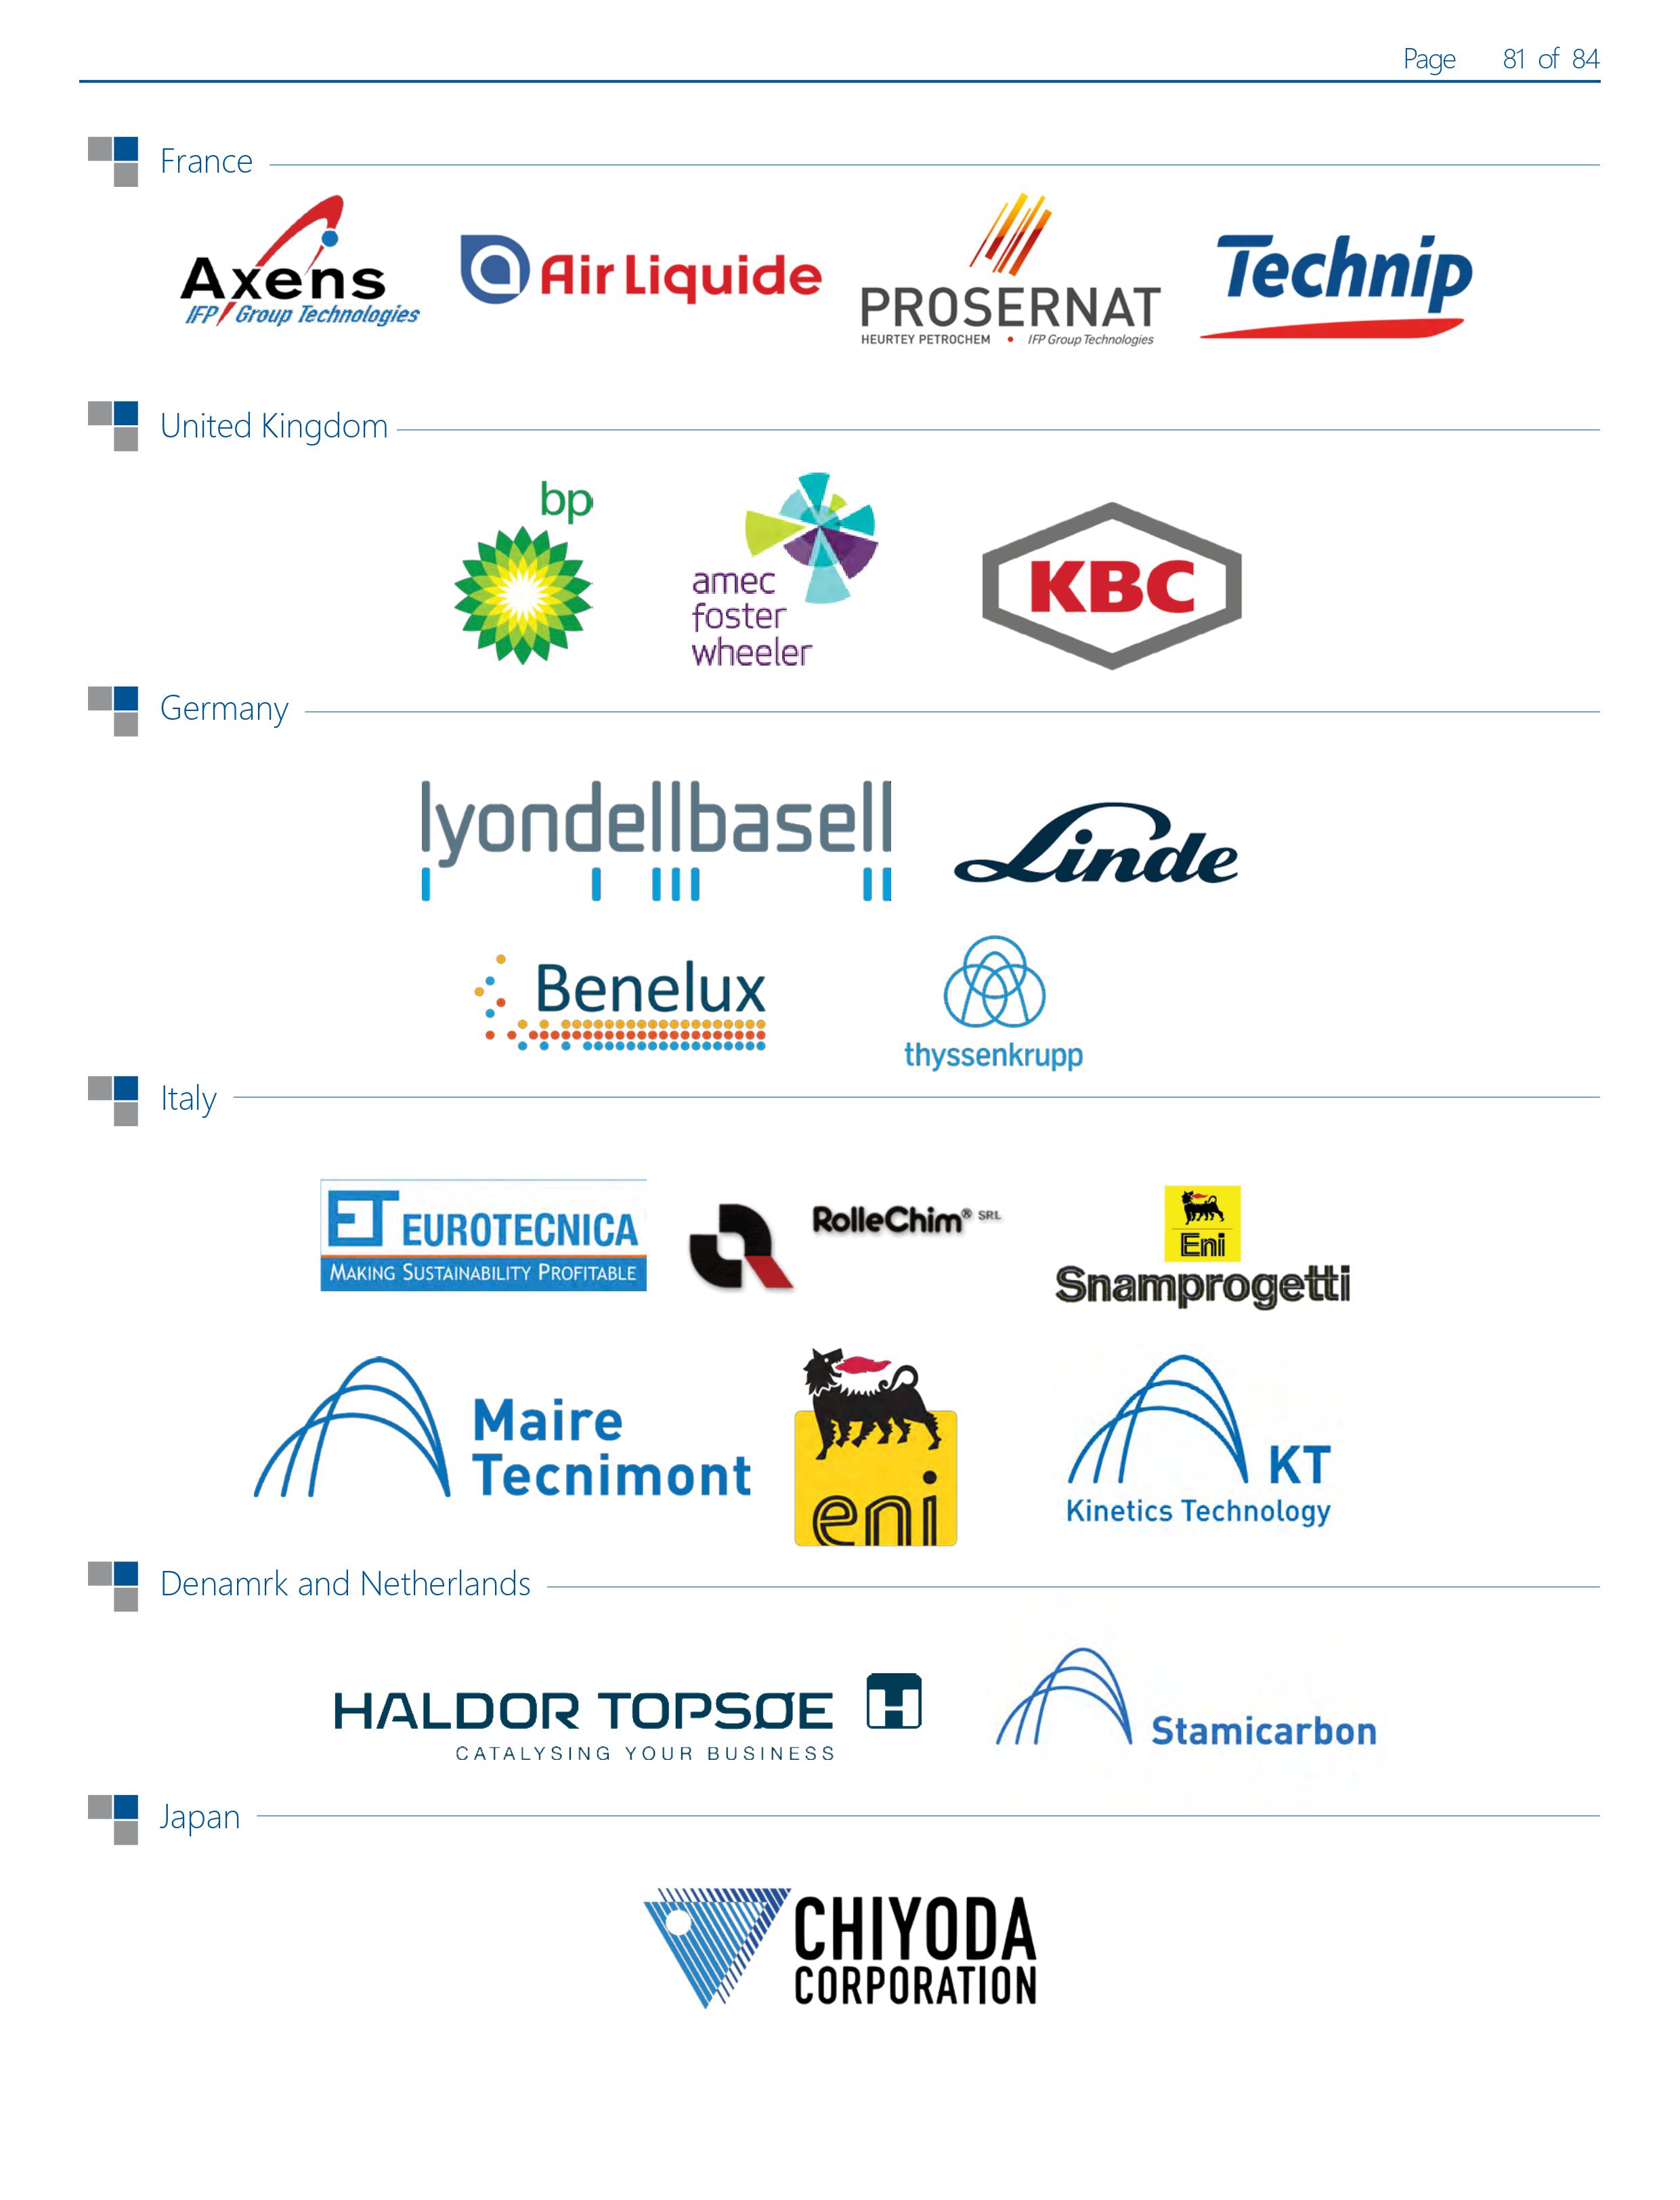 Page 81 of 84
France
Axens
IFP Group Technologies
Air Liquide
PROSERNAT
HEURTEY PETROCHEM • IFP Group Technologies
Technip
United Kingdom
bp
amec
foster
wheeler
KBC
Germany
lyondellbasell
Linde
Benelux
thyssenkrupp
Italy
ET EUROTECNICA
MAKING SUSTAINABILITY PROFITABLE
RolleChim® SRL
Eni
Snamprogetti
Maire
Tecnimont
eni
KT
Kinetics Technology
Denamrk and Netherlands
HALDOR TOPSØE
CATALYSING YOUR BUSINESS
Stamicarbon
Japan
CHIYODA
CORPORATION